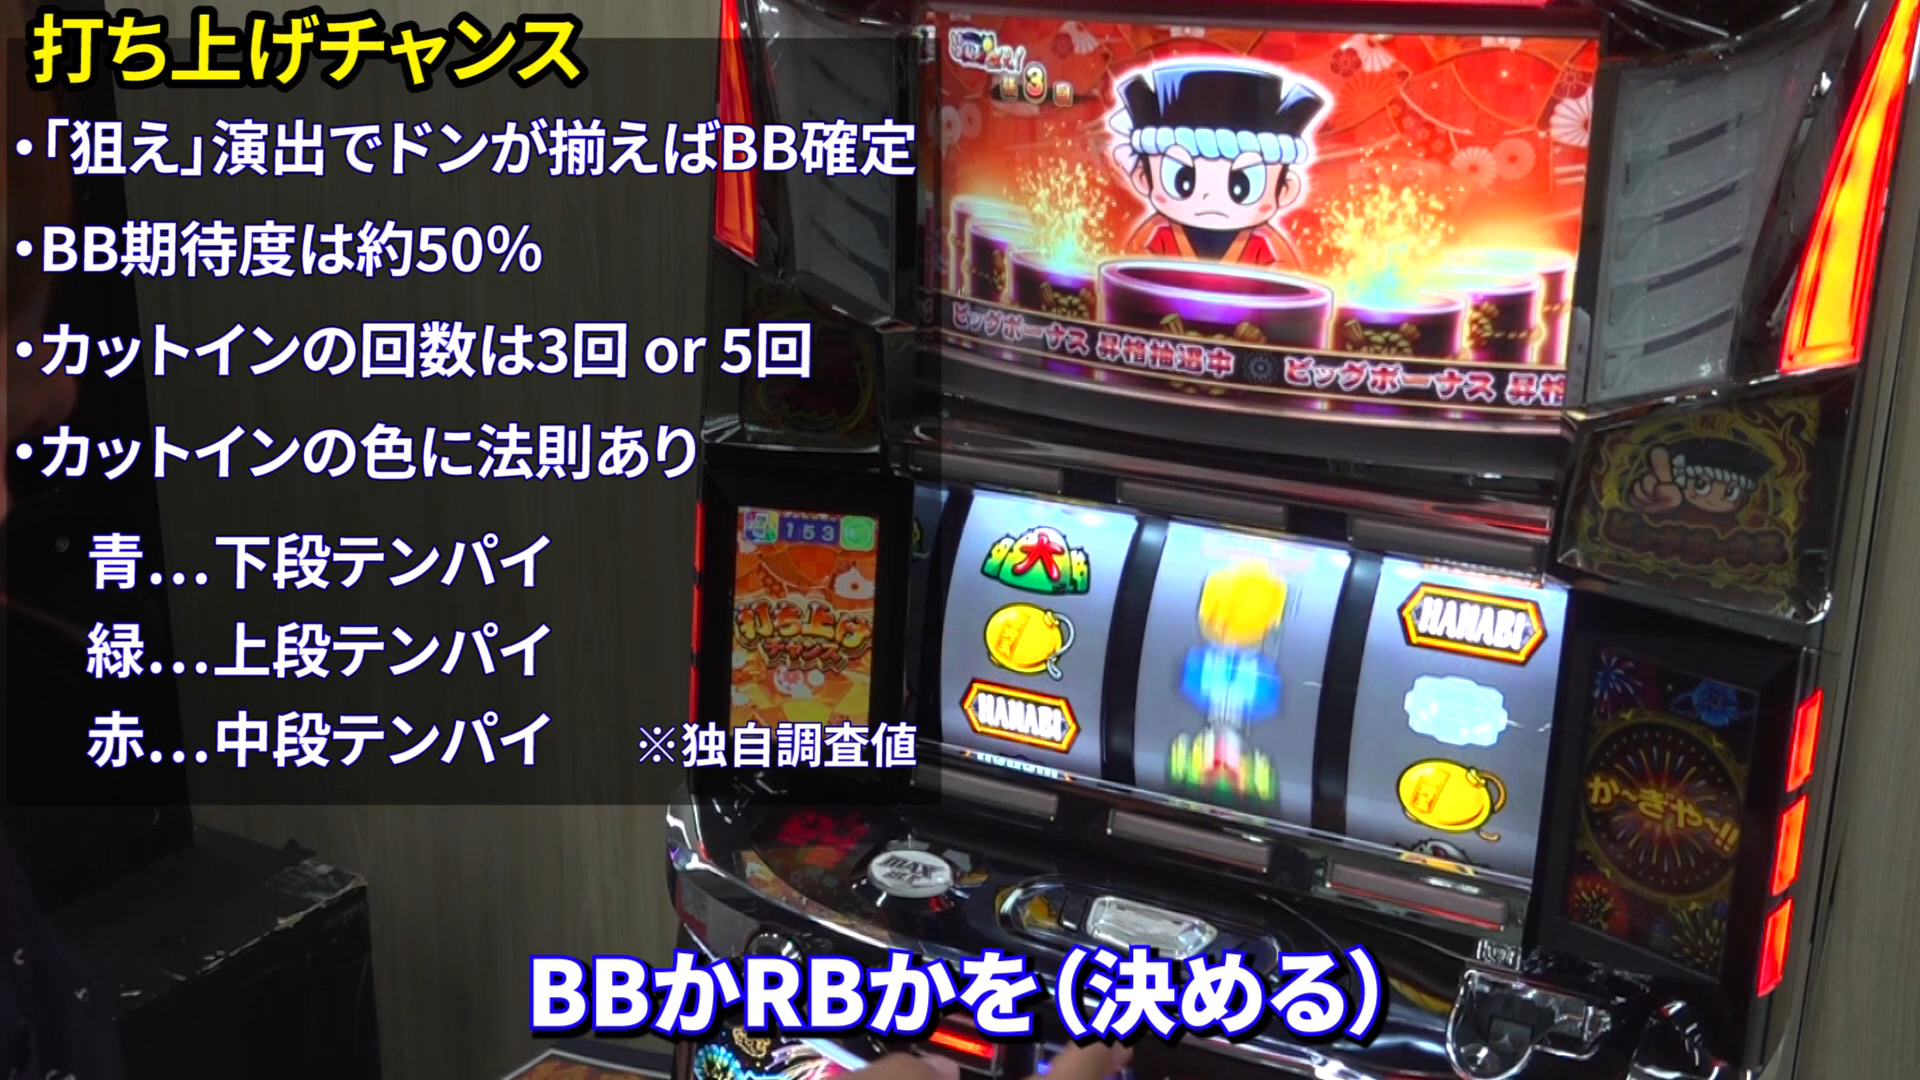 打ち上げチャンス
・「狙え」演出でドンが揃えばBB確定
・BB期待度は約50%
・カットインの回数は3回 or 5回
・カットインの色に法則あり
青…下段テンパイ
緑…上段テンパイ
赤…中段テンパイ
※独自調査値
3
ビッグボーナス 昇格抽選中
ビッグボーナス 昇格
153
打ち上げ
チャンス
大
HANABI
HANABI
か~ぎや~!!
MAX
BET
BBかRBかを(決める)